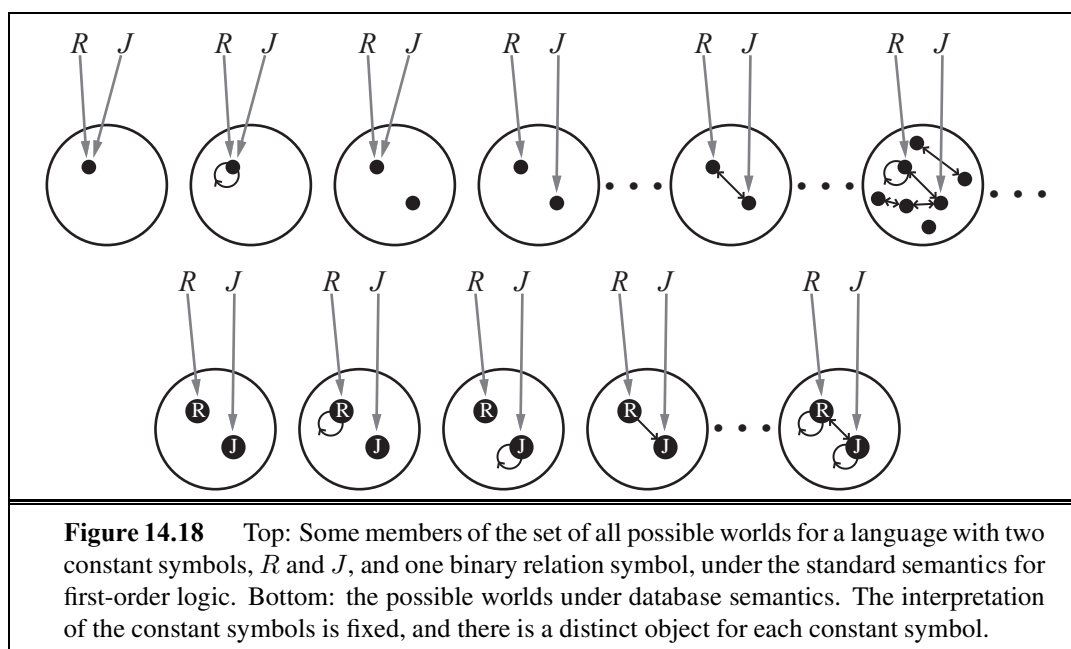 R J R J R J R J R J R J
R J R J R J R J R J
R J R J R J R J R J
Figure 14.18 Top: Some members of the set of all possible worlds for a language with two
constant symbols, R and J, and one binary relation symbol, under the standard semantics for
first-order logic. Bottom: the possible worlds under database semantics. The interpretation
of the constant symbols is fixed, and there is a distinct object for each constant symbol.